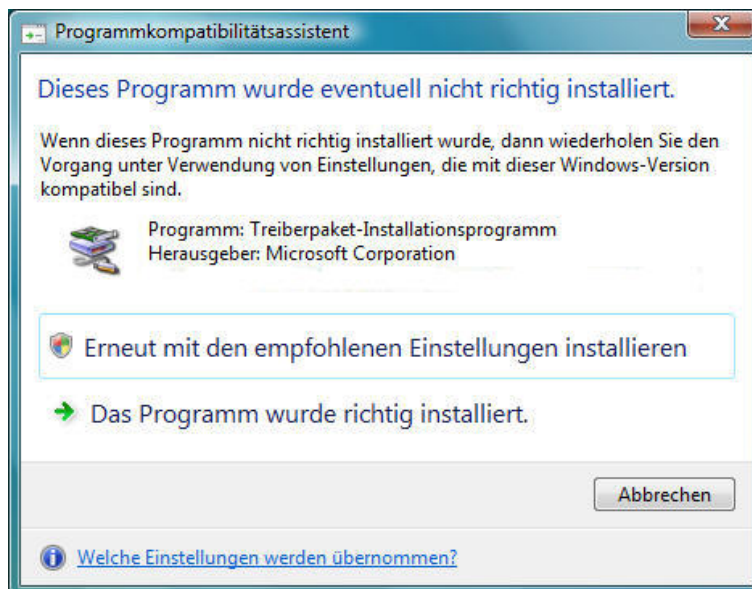 Programmkompatibilitätsassistent
Dieses Programm wurde eventuell nicht richtig installiert.
Wenn dieses Programm nicht richtig installiert wurde, dann wiederholen Sie den
Vorgang unter Verwendung von Einstellungen, die mit dieser Windows-Version
kompatibel sind.
Programm: Treiberpaket-Installationsprogramm
Herausgeber: Microsoft Corporation
Erneut mit den empfohlenen Einstellungen installieren
Das Programm wurde richtig installiert.
Abbrechen
Welche Einstellungen werden übernommen?